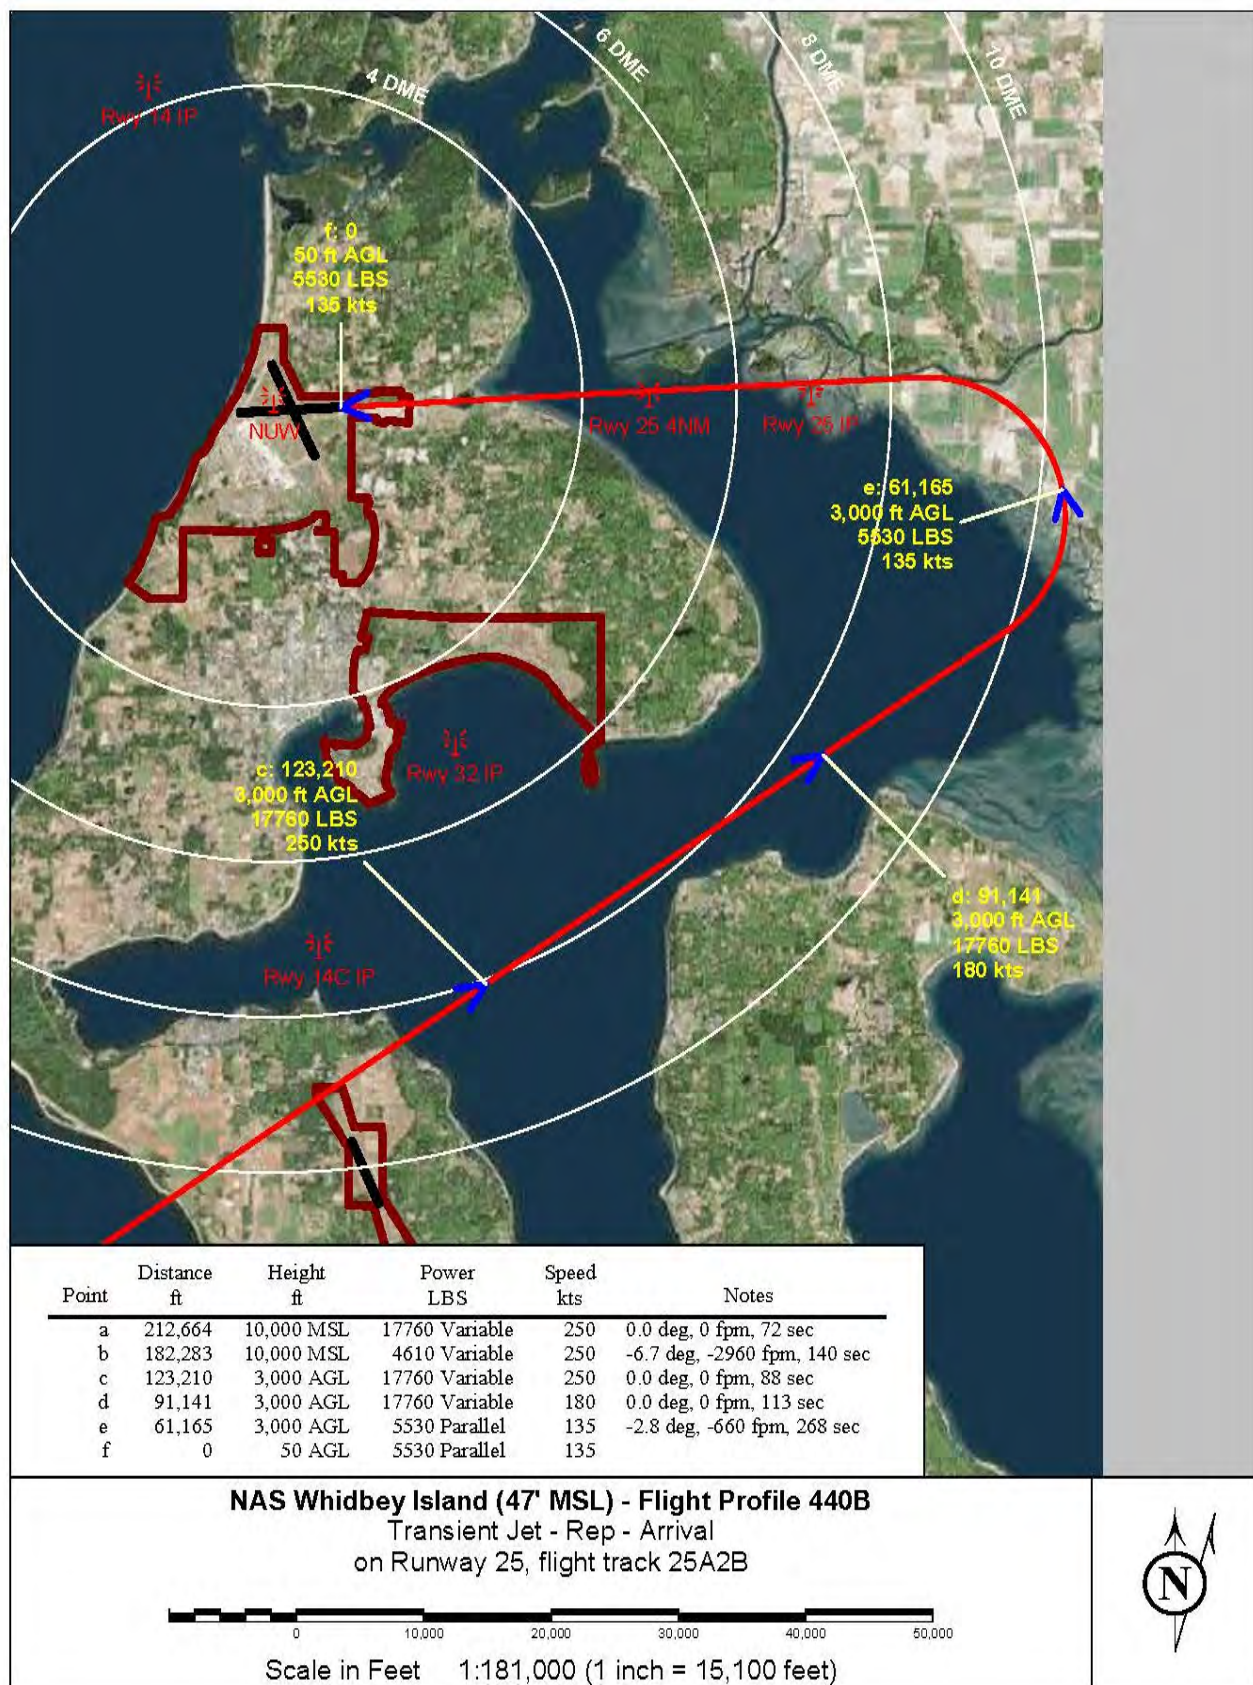 6 DME
8 DME
10 DME
4 DME
Rwy 14 IP
f: 0
50 ft AGL
5530 LBS
135 kts
NUW
Rwy 25 4NM
Rwy 25 IP
e: 61,165
3,000 ft AGL
5530 LBS
135 kts
Rwy 32 IP
c: 123,210
3,000 ft AGL
17760 LBS
250 kts
d: 91,141
3,000 ft AGL
17760 LBS
180 kts
Rwy 14C IP
Point Distance ft Height ft Power LBS Speed kts Notes
a 212,664 10,000 MSL 17760 Variable 250 0.0 deg, 0 fpm, 72 sec
b 182,283 10,000 MSL 4610 Variable 250 -6.7 deg, -2960 fpm, 140 sec
c 123,210 3,000 AGL 17760 Variable 250 0.0 deg, 0 fpm, 88 sec
d 91,141 3,000 AGL 17760 Variable 180 0.0 deg, 0 fpm, 113 sec
e 61,165 3,000 AGL 5530 Parallel 135 -2.8 deg, -660 fpm, 268 sec
f 0 50 AGL 5530 Parallel 135
NAS Whidbey Island (47' MSL) - Flight Profile 440B
Transient Jet - Rep - Arrival
on Runway 25, flight track 25A2B
0 10,000 20,000 30,000 40,000 50,000
Scale in Feet 1:181,000 (1 inch = 15,100 feet)
N